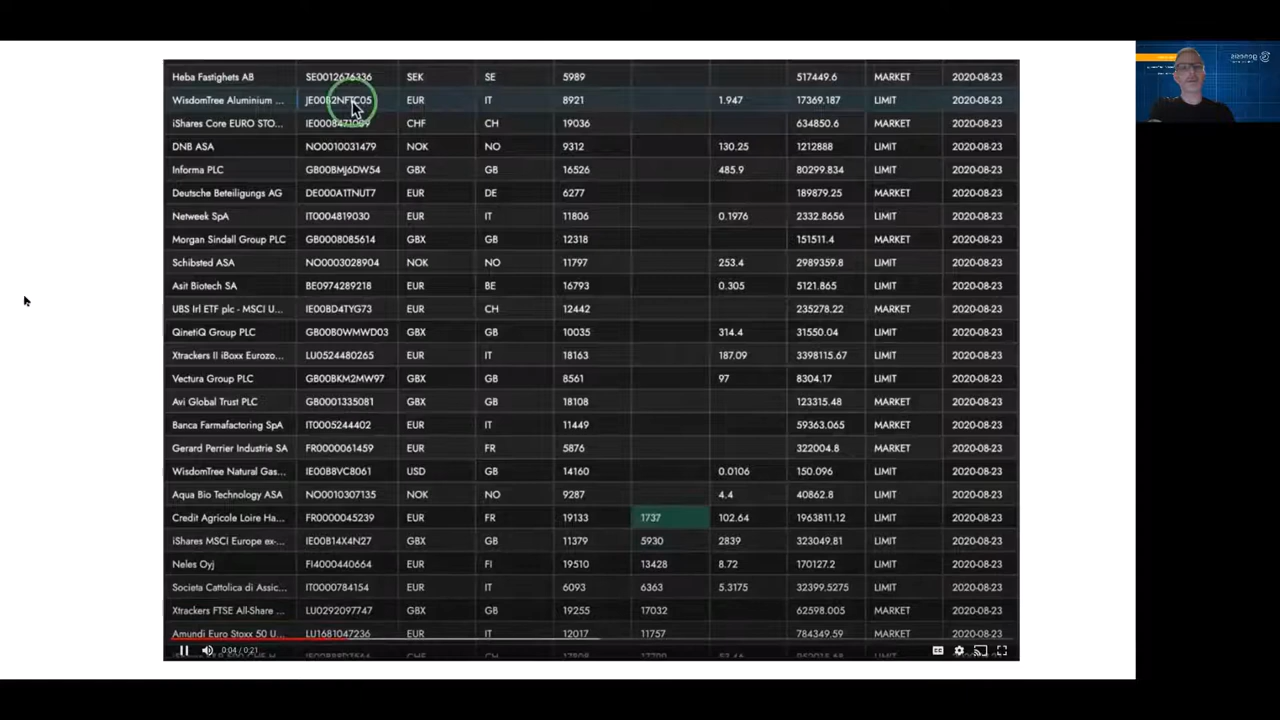 Heba Fastighets AB SE0012676336 SEK SE 5989 517449.6 MARKET 2020-08-23
WisdomTree Aluminium ... JE00B2NFTC05 EUR IT 8921 1.947 17369.187 LIMIT 2020-08-23
iShares Core EURO STO... IE0008471009 CHF CH 19036 634850.6 MARKET 2020-08-23
DNB ASA NO0010031479 NOK NO 9312 130.25 1212888 LIMIT 2020-08-23
Informa PLC GB00BMJ6DW54 GBX GB 16526 485.9 80299.834 LIMIT 2020-08-23
Deutsche Beteiligungs AG DE000A1TNUT7 EUR DE 6277 189879.25 MARKET 2020-08-23
Netweek SpA IT0004819030 EUR IT 11806 0.1976 2332.8656 LIMIT 2020-08-23
Morgan Sindall Group PLC GB0008085614 GBX GB 12318 151511.4 MARKET 2020-08-23
Schibsted ASA NO0003028904 NOK NO 11797 253.4 2989359.8 LIMIT 2020-08-23
Asit Biotech SA BE0974289218 EUR BE 16793 0.305 5121.865 LIMIT 2020-08-23
UBS Irl ETF plc - MSCI U... IE00BD4TYG73 EUR CH 12442 235278.22 MARKET 2020-08-23
QinetiQ Group PLC GB00B0WMWD03 GBX GB 10035 314.4 31550.04 LIMIT 2020-08-23
Xtrackers II iBoxx Eurozo... LU0524480265 EUR IT 18163 187.09 3398115.67 LIMIT 2020-08-23
Vectura Group PLC GB00BKM2MW97 GBX GB 8561 97 8304.17 LIMIT 2020-08-23
Avi Global Trust PLC GB0001335081 GBX GB 18108 123315.48 MARKET 2020-08-23
Banca Farmafactoring SpA IT0005244402 EUR IT 11449 59363.065 MARKET 2020-08-23
Gerard Perrier Industrie SA FR0000061459 EUR FR 5876 322004.8 MARKET 2020-08-23
WisdomTree Natural Gas... IE00B8VC8061 USD GB 14160 0.0106 150.096 LIMIT 2020-08-23
Aqua Bio Technology ASA NO0010307135 NOK NO 9287 4.4 40862.8 LIMIT 2020-08-23
Credit Agricole Loire Ha... FR0000045239 EUR FR 19133 1737 102.64 1963811.12 LIMIT 2020-08-23
iShares MSCI Europe ex-... IE00B14X4N27 GBX GB 11379 5930 2839 323049.81 LIMIT 2020-08-23
Neles Oyj FI4000440664 EUR FI 19510 13428 8.72 170127.2 LIMIT 2020-08-23
Societa Cattolica di Assic... IT0000784154 EUR IT 6093 6363 5.3175 32399.5275 LIMIT 2020-08-23
Xtrackers FTSE All-Share ... LU0292097747 GBX GB 19255 17032 62598.005 MARKET 2020-08-23
Amundi Euro Stoxx 50 U... LU1681047236 EUR IT 12017 11757 784349.59 MARKET 2020-08-23
0:04 / 0:21
CC
genesis